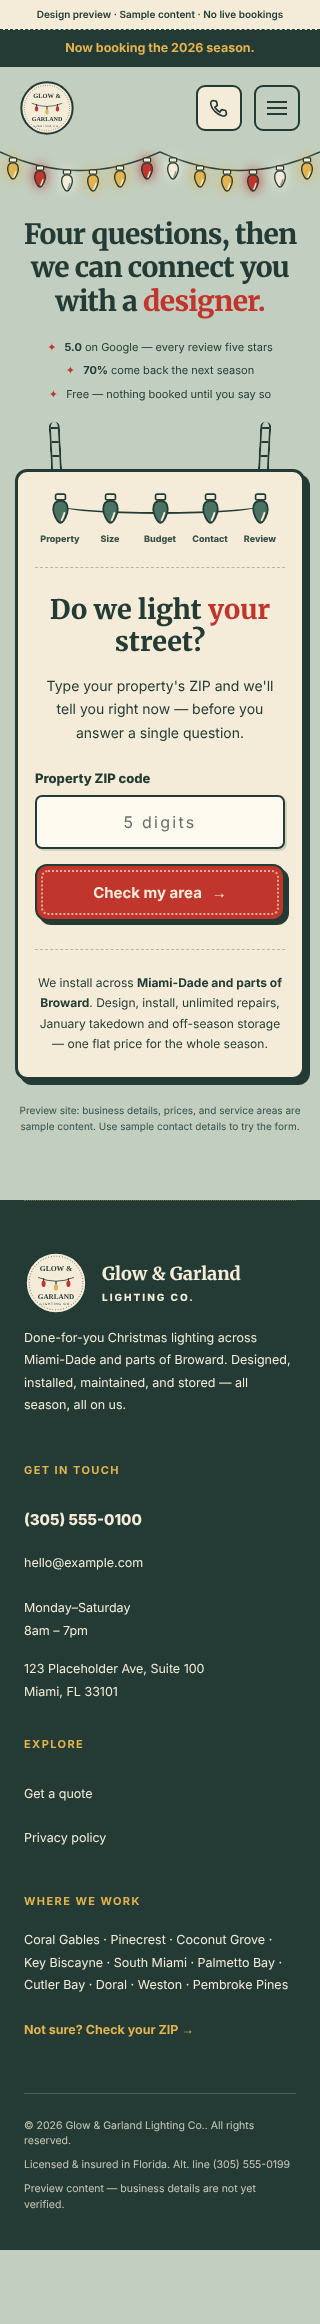 Design preview · Sample content · No live bookings
Now booking the 2026 season.
GLOW &
GARLAND
Four questions, then
we can connect you
with a designer.
✦ 5.0 on Google — every review five stars
✦ 70% come back the next season
✦ Free — nothing booked until you say so
Property Size Budget Contact Review
Do we light your
street?
Type your property's ZIP and we'll
tell you right now — before you
answer a single question.
Property ZIP code
5 digits
Check my area →
We install across Miami-Dade and parts of
Broward. Design, install, unlimited repairs,
January takedown and off-season storage
— one flat price for the whole season.
Preview site: business details, prices, and service areas are
sample content. Use sample contact details to try the form.
GLOW &
GARLAND
LIGHTING CO.
Glow & Garland
LIGHTING CO.
Done-for-you Christmas lighting across
Miami-Dade and parts of Broward. Designed,
installed, maintained, and stored — all
season, all on us.
GET IN TOUCH
(305) 555-0100
hello@example.com
Monday–Saturday
8am – 7pm
123 Placeholder Ave, Suite 100
Miami, FL 33101
EXPLORE
Get a quote
Privacy policy
WHERE WE WORK
Coral Gables · Pinecrest · Coconut Grove ·
Key Biscayne · South Miami · Palmetto Bay ·
Cutler Bay · Doral · Weston · Pembroke Pines
Not sure? Check your ZIP →
© 2026 Glow & Garland Lighting Co.. All rights
reserved.
Licensed & insured in Florida. Alt. line (305) 555-0199
Preview content — business details are not yet
verified.